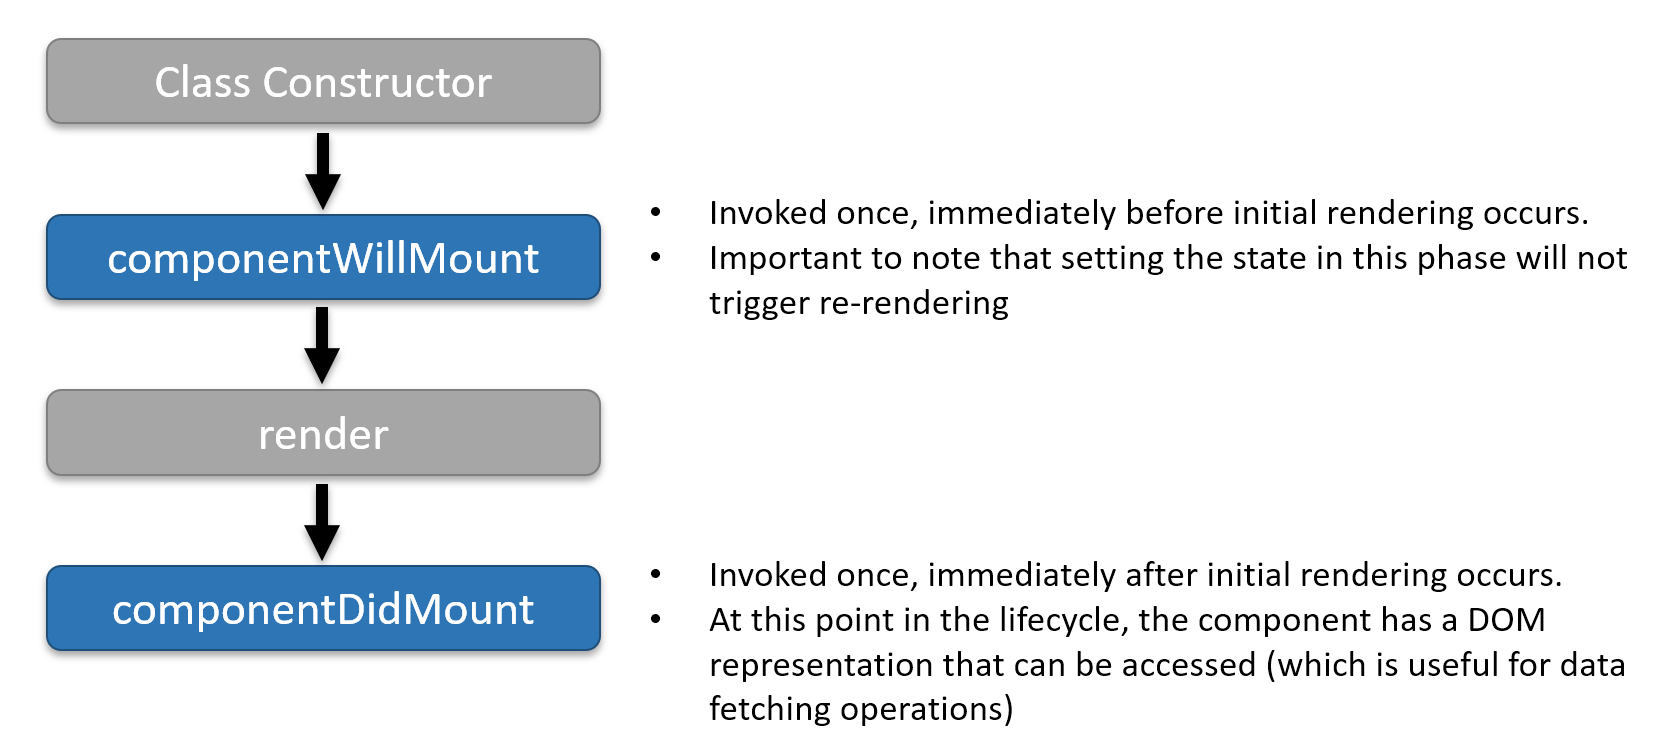 Class Constructor
componentWillMount
• Invoked once, immediately before initial rendering occurs.
• Important to note that setting the state in this phase will not
trigger re-rendering
render
componentDidMount
• Invoked once, immediately after initial rendering occurs.
• At this point in the lifecycle, the component has a DOM
representation that can be accessed (which is useful for data
fetching operations)